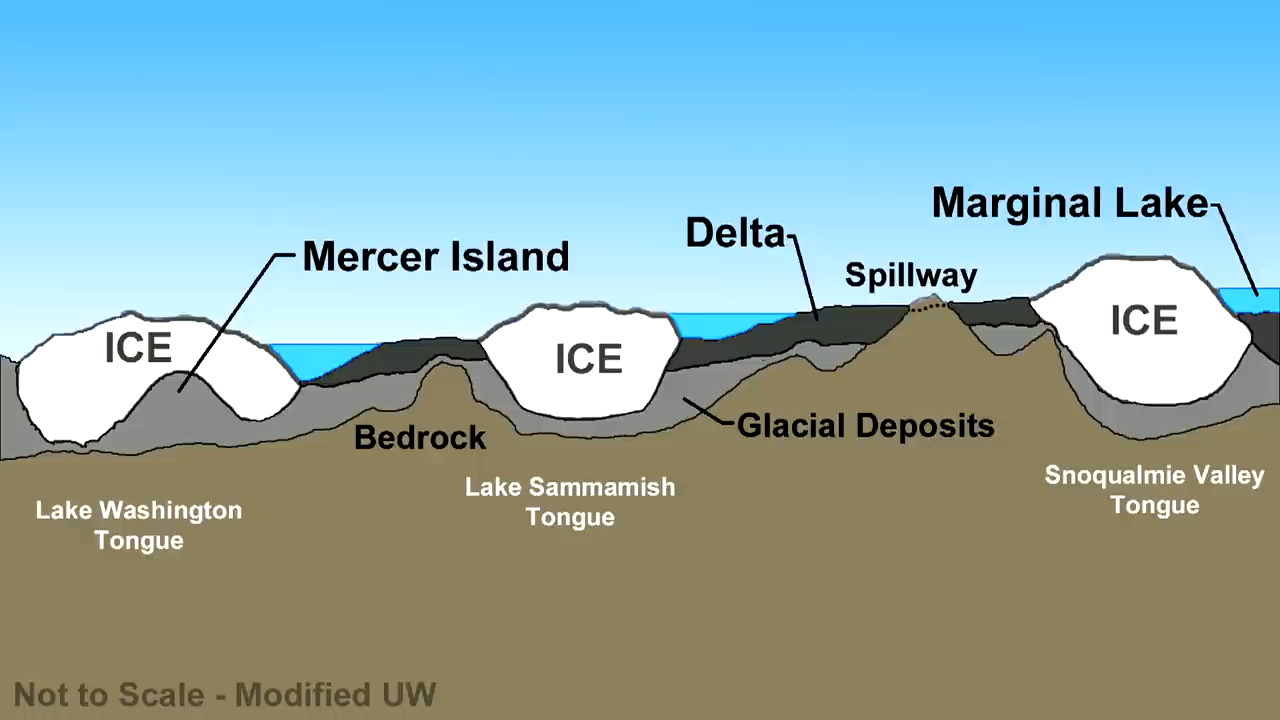 Marginal Lake
Delta
Mercer Island
Spillway
ICE
ICE
ICE
Glacial Deposits
Bedrock
Lake Washington
Tongue
Lake Sammamish
Tongue
Snoqualmie Valley
Tongue
Not to Scale - Modified UW